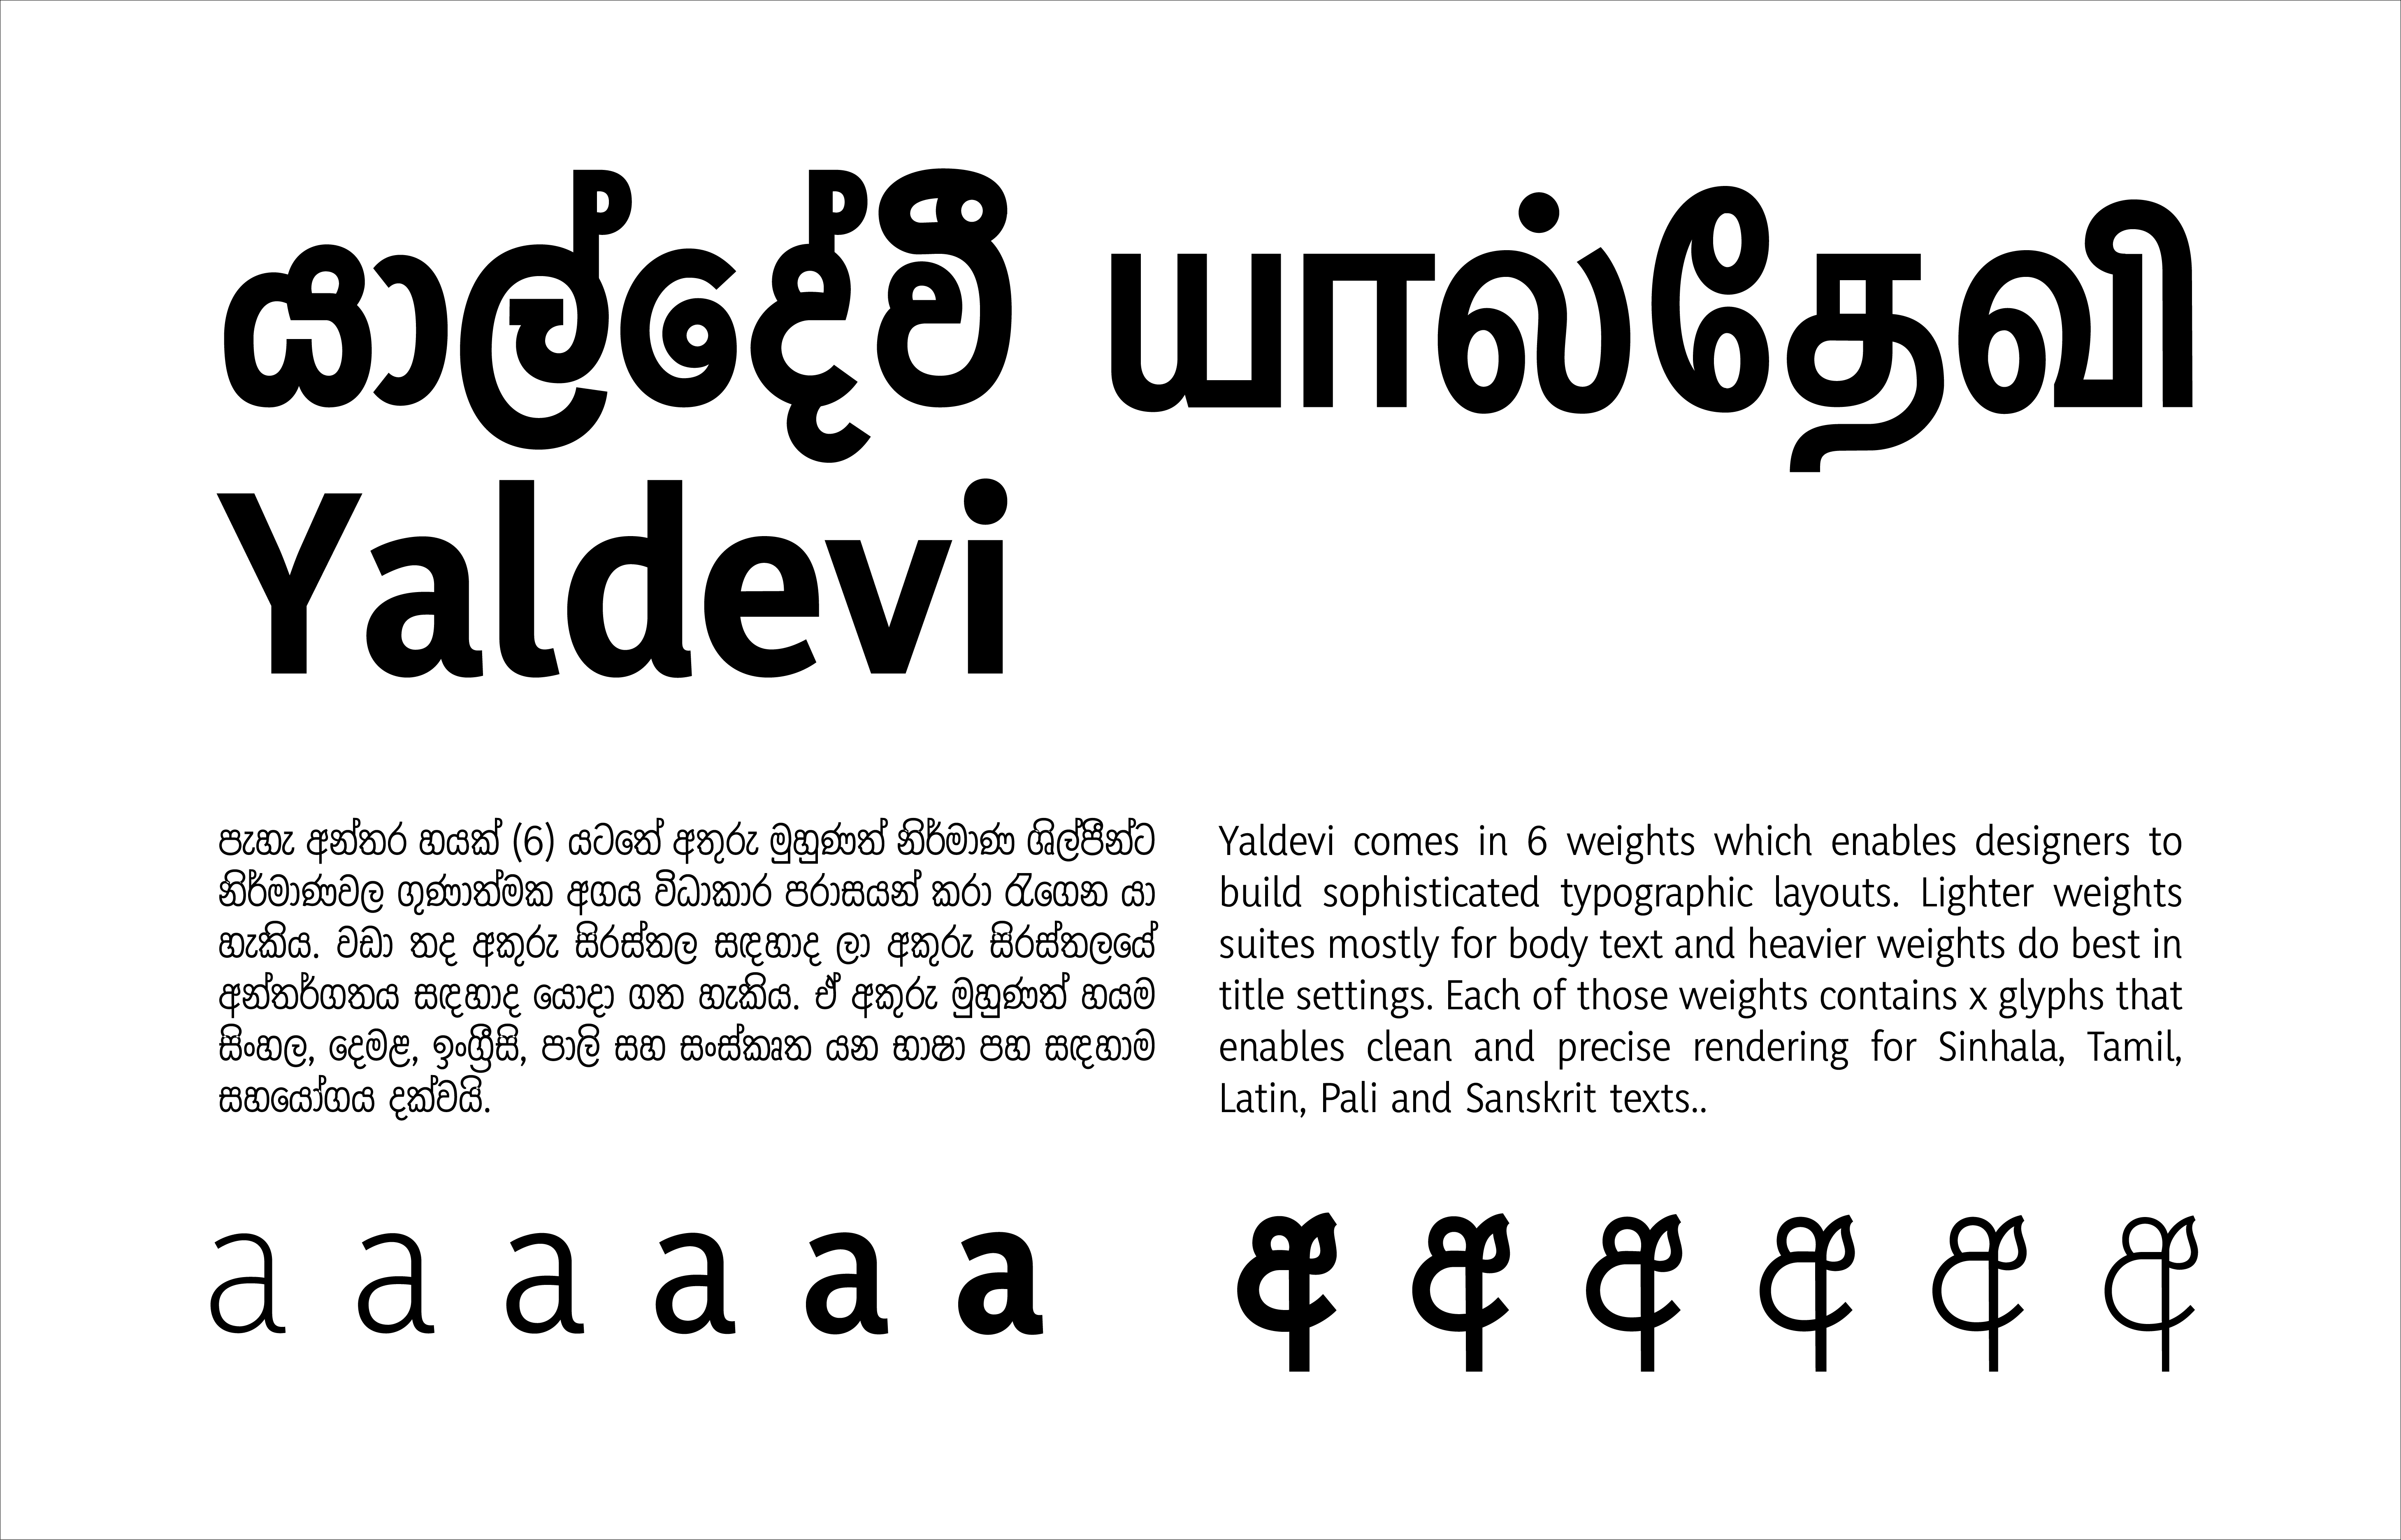 යාල්දේවී யால்தேவி
Yaldevi
පැහැ අන්තර හයක් (6) යටතේ අතුරු මුහුණත් නිර්මාණ ශිල්පීන්ට
නිර්මාණවල ගුණාත්මක අගය විධාකාර පරාසයන් කරා රැගෙන යා
හැකිය. වඩා තද අකුරු සිරස්තල සඳහාද ලා අකුරු සිරස්තලයේ
අන්තර්ගතය සඳහාද යොදා ගත හැකිය. ඒ අකුරු මුහුණත් හයම
සිංහල, දෙමළ, ඉංග්‍රීසි, පාලි සහ සංස්කෘත යන භාෂා පහ සඳහාම
සහයෝගය දක්වයි.
Yaldevi comes in 6 weights which enables designers to
build sophisticated typographic layouts. Lighter weights
suites mostly for body text and heavier weights do best in
title settings. Each of those weights contains x glyphs that
enables clean and precise rendering for Sinhala, Tamil,
Latin, Pali and Sanskrit texts..
a a a a a a අ අ අ අ අ අ